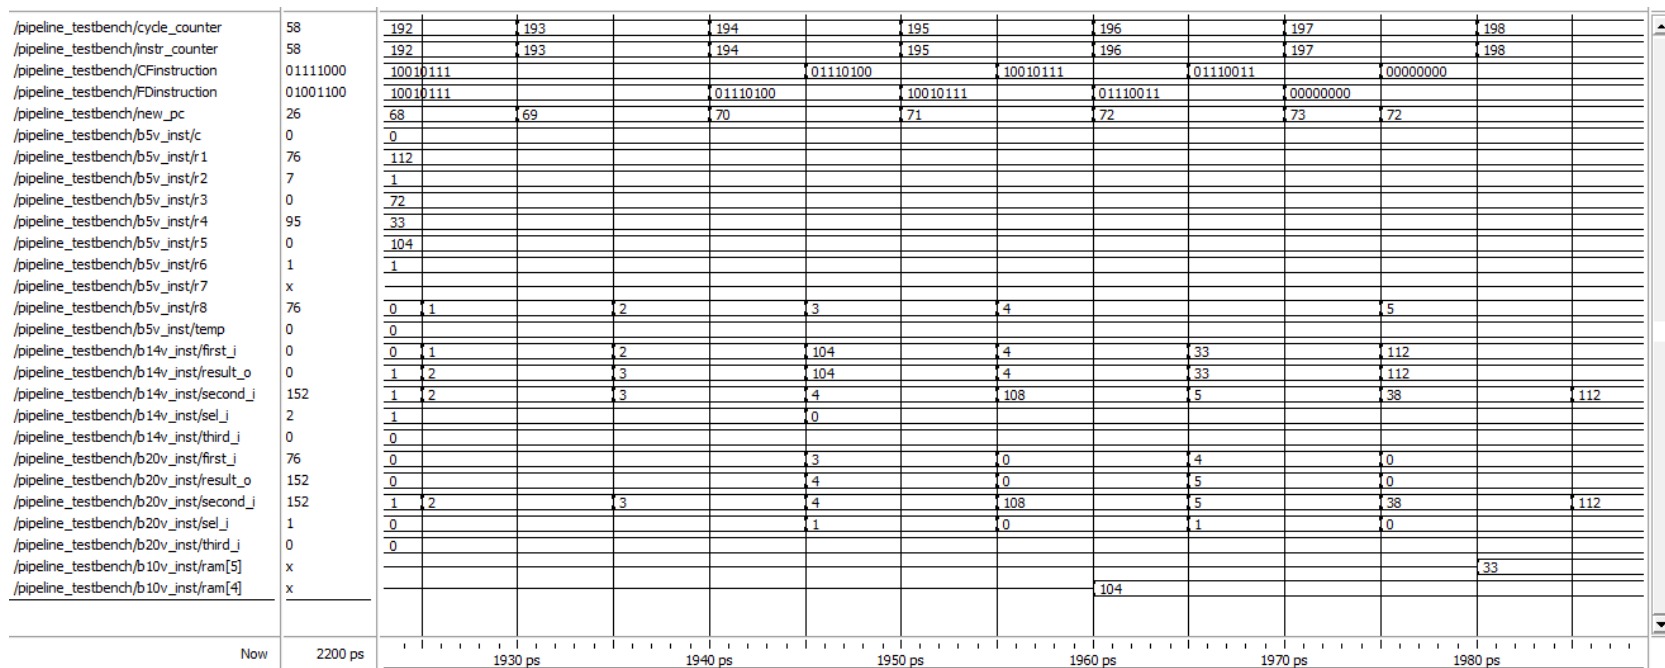 /pipeline_testbench/cycle_counter 58 192 193 194 195 196 197 198
/pipeline_testbench/instr_counter 58 192 193 194 195 196 197 198
/pipeline_testbench/CFinstruction 01111000 10010111 01110100 10010111 01110011 00000000
/pipeline_testbench/FDinstruction 01001100 10010111 01110100 10010111 01110011 00000000
/pipeline_testbench/new_pc 26 68 69 70 71 72 73 72
/pipeline_testbench/b5v_inst/c 0 0
/pipeline_testbench/b5v_inst/r1 76 112
/pipeline_testbench/b5v_inst/r2 7 1
/pipeline_testbench/b5v_inst/r3 0 72
/pipeline_testbench/b5v_inst/r4 95 33
/pipeline_testbench/b5v_inst/r5 0 104
/pipeline_testbench/b5v_inst/r6 1 1
/pipeline_testbench/b5v_inst/r7 x
/pipeline_testbench/b5v_inst/r8 76 0 1 2 3 4 5
/pipeline_testbench/b5v_inst/temp 0 0
/pipeline_testbench/b14v_inst/first_i 0 0 1 2 104 4 33 112
/pipeline_testbench/b14v_inst/result_o 0 1 2 3 104 4 33 112
/pipeline_testbench/b14v_inst/second_i 152 1 2 3 4 108 5 38 112
/pipeline_testbench/b14v_inst/sel_i 2 1 0
/pipeline_testbench/b14v_inst/third_i 0 0
/pipeline_testbench/b20v_inst/first_i 76 0 3 0 4 0
/pipeline_testbench/b20v_inst/result_o 152 0 4 0 5 0
/pipeline_testbench/b20v_inst/second_i 152 1 2 3 4 108 5 38 112
/pipeline_testbench/b20v_inst/sel_i 1 0 1 0 1 0
/pipeline_testbench/b20v_inst/third_i 0 0
/pipeline_testbench/b10v_inst/ram[5] x 33
/pipeline_testbench/b10v_inst/ram[4] x 104
Now 2200 ps 1930 ps 1940 ps 1950 ps 1960 ps 1970 ps 1980 ps